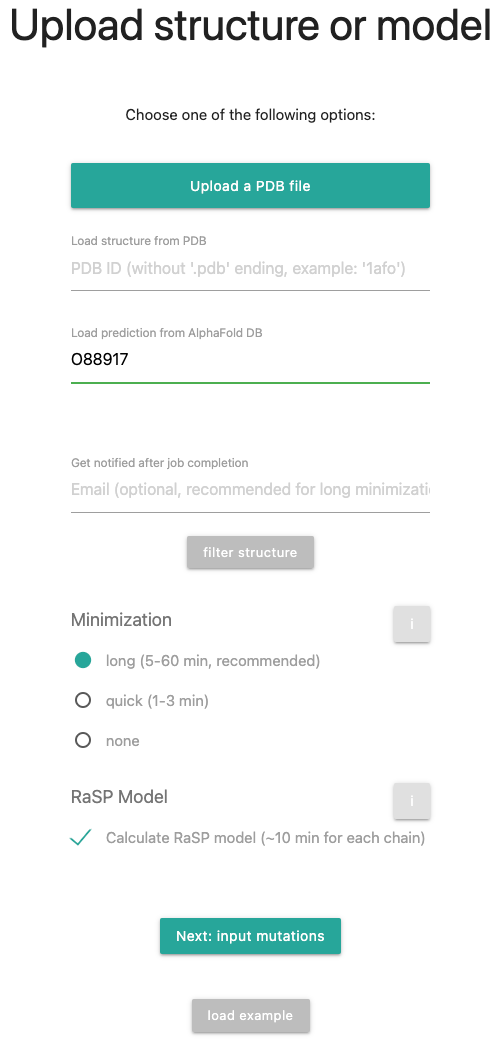 Upload structure or model
Choose one of the following options:
Upload a PDB file
Load structure from PDB
PDB ID (without '.pdb' ending, example: '1afo')
Load prediction from AlphaFold DB
O88917
Get notified after job completion
Email (optional, recommended for long minimizati
filter structure
Minimization
i
long (5-60 min, recommended)
quick (1-3 min)
none
RaSP Model
i
Calculate RaSP model (~10 min for each chain)
Next: input mutations
load example